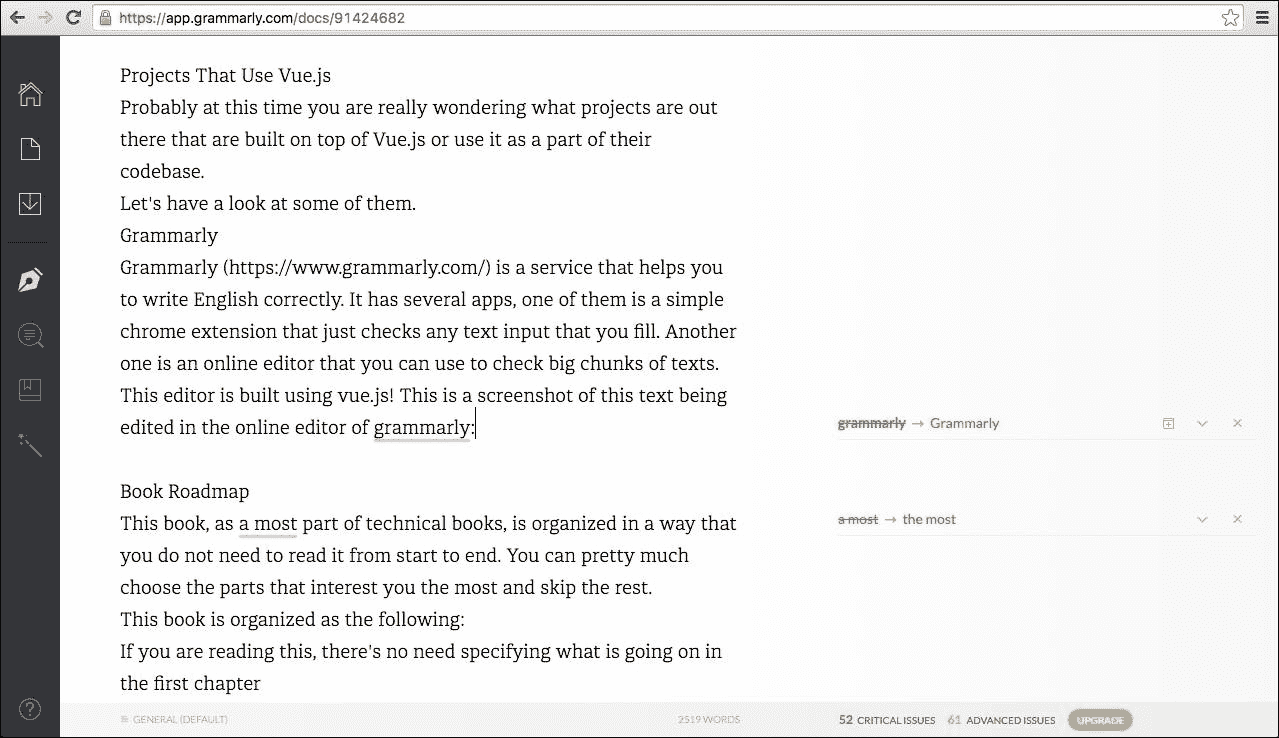 https://app.grammarly.com/docs/91424682
Projects That Use Vue.js
Probably at this time you are really wondering what projects are out
there that are built on top of Vue.js or use it as a part of their
codebase.
Let's have a look at some of them.
Grammarly
Grammarly (https://www.grammarly.com/) is a service that helps you
to write English correctly. It has several apps, one of them is a simple
chrome extension that just checks any text input that you fill. Another
one is an online editor that you can use to check big chunks of texts.
This editor is built using vue.js! This is a screenshot of this text being
edited in the online editor of grammarly:
grammarly → Grammarly
Book Roadmap
This book, as a most part of technical books, is organized in a way that
a most → the most
you do not need to read it from start to end. You can pretty much
choose the parts that interest you the most and skip the rest.
This book is organized as the following:
If you are reading this, there's no need specifying what is going on in
the first chapter
GENERAL (DEFAULT) 2519 WORDS 52 CRITICAL ISSUES 61 ADVANCED ISSUES UPGRADE